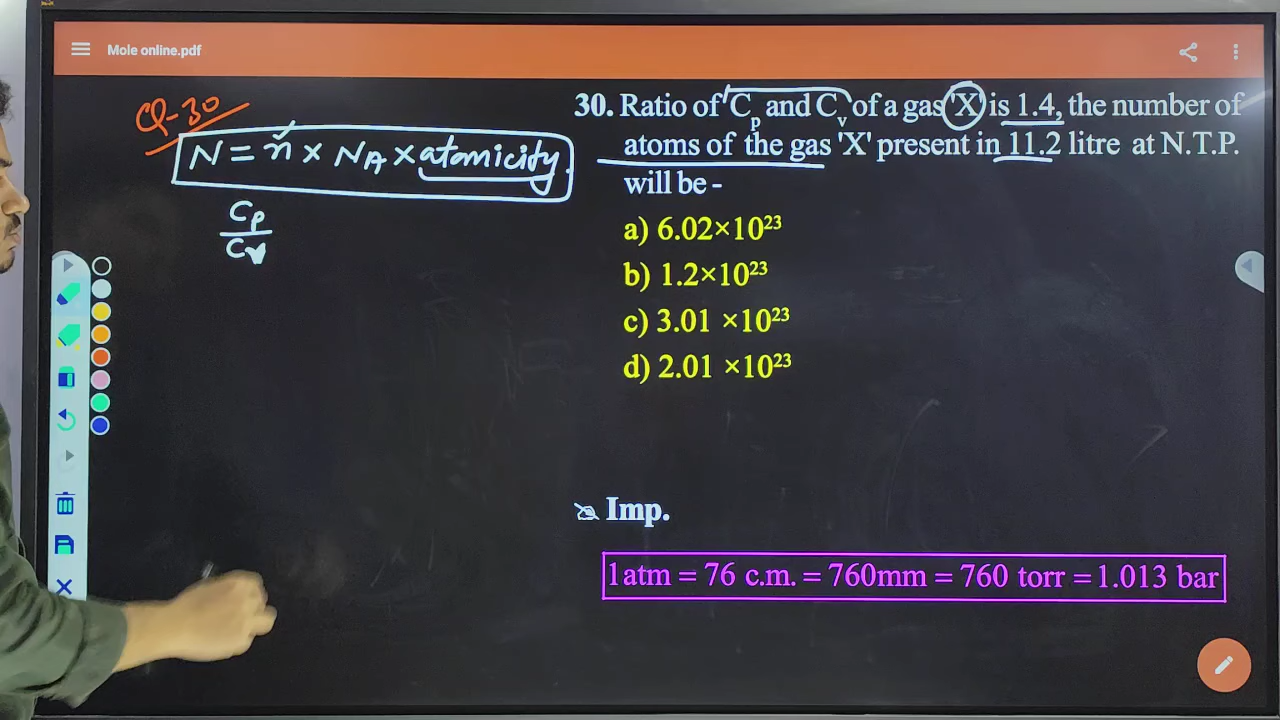 Mole online.pdf
Q-30
N = n × NA × atomicity.
Cp
Cv
30. Ratio of Cp and Cv of a gas 'X' is 1.4, the number of
atoms of the gas 'X' present in 11.2 litre at N.T.P.
will be -
a) 6.02×10²³
b) 1.2×10²³
c) 3.01 ×10²³
d) 2.01 ×10²³
Imp.
1atm = 76 c.m. = 760mm = 760 torr = 1.013 bar